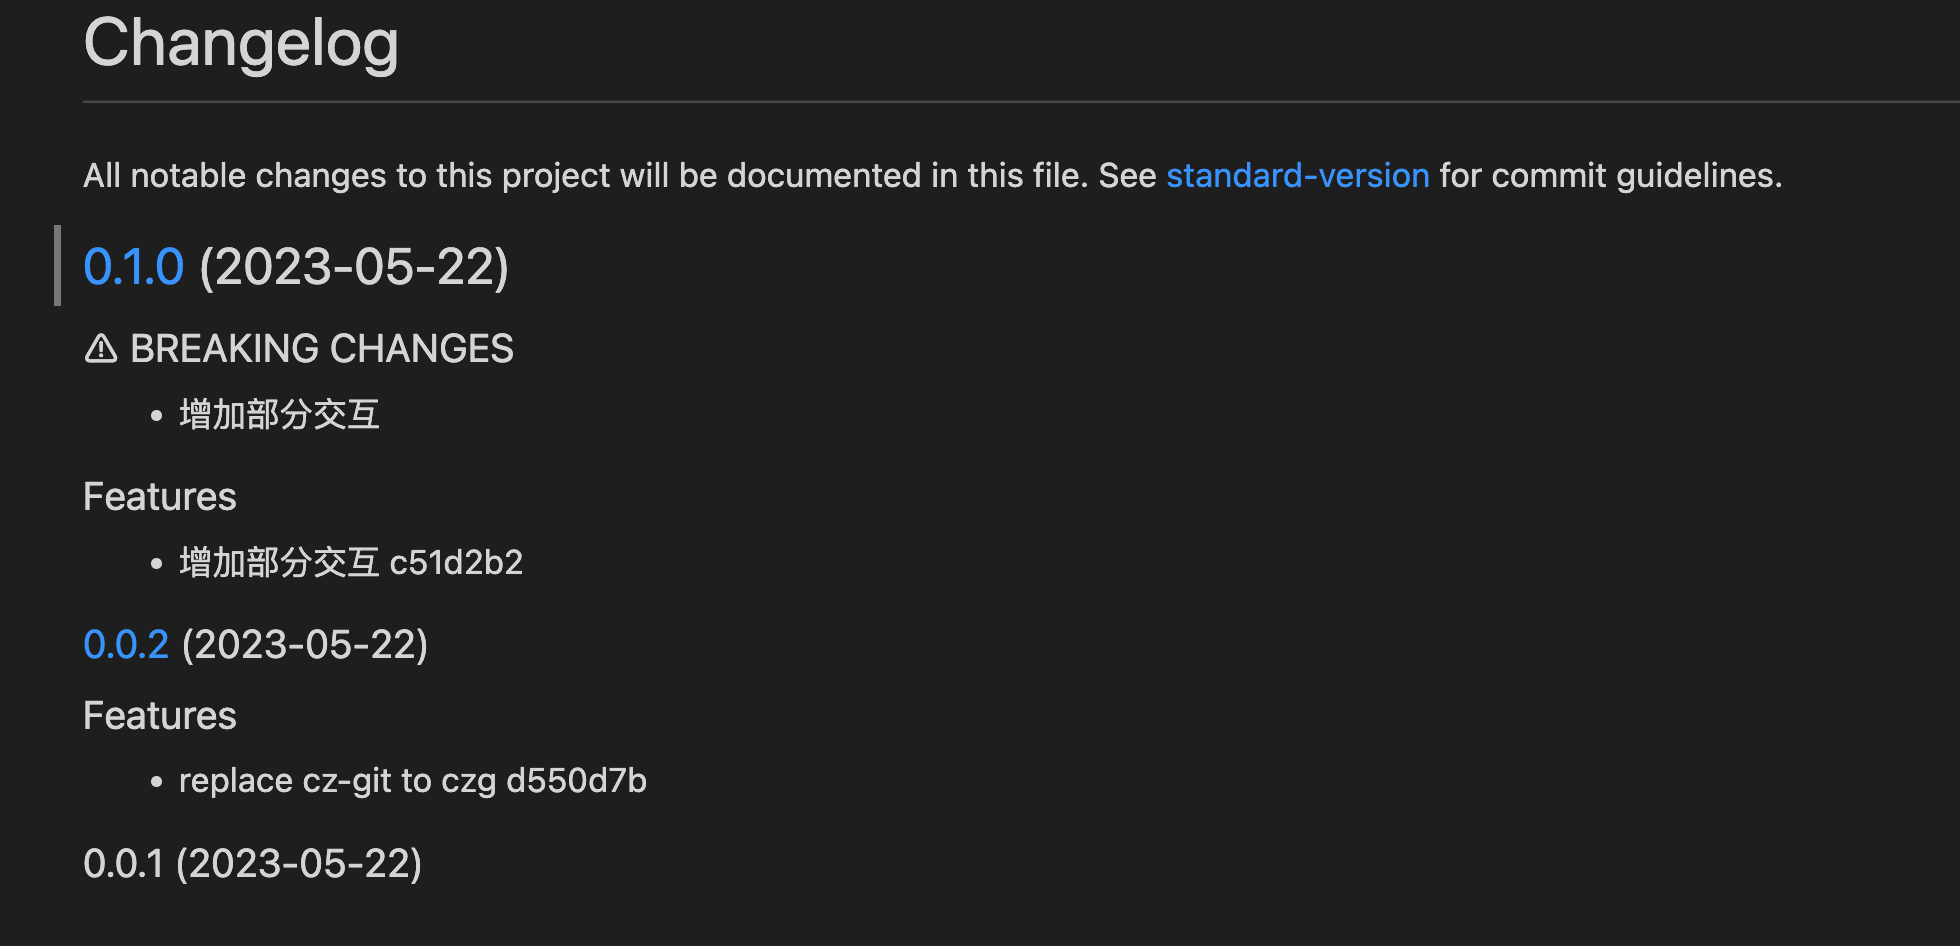 Changelog
All notable changes to this project will be documented in this file. See standard-version for commit guidelines.
0.1.0 (2023-05-22)
⚠ BREAKING CHANGES
• 增加部分交互
Features
• 增加部分交互 c51d2b2
0.0.2 (2023-05-22)
Features
• replace cz-git to czg d550d7b
0.0.1 (2023-05-22)